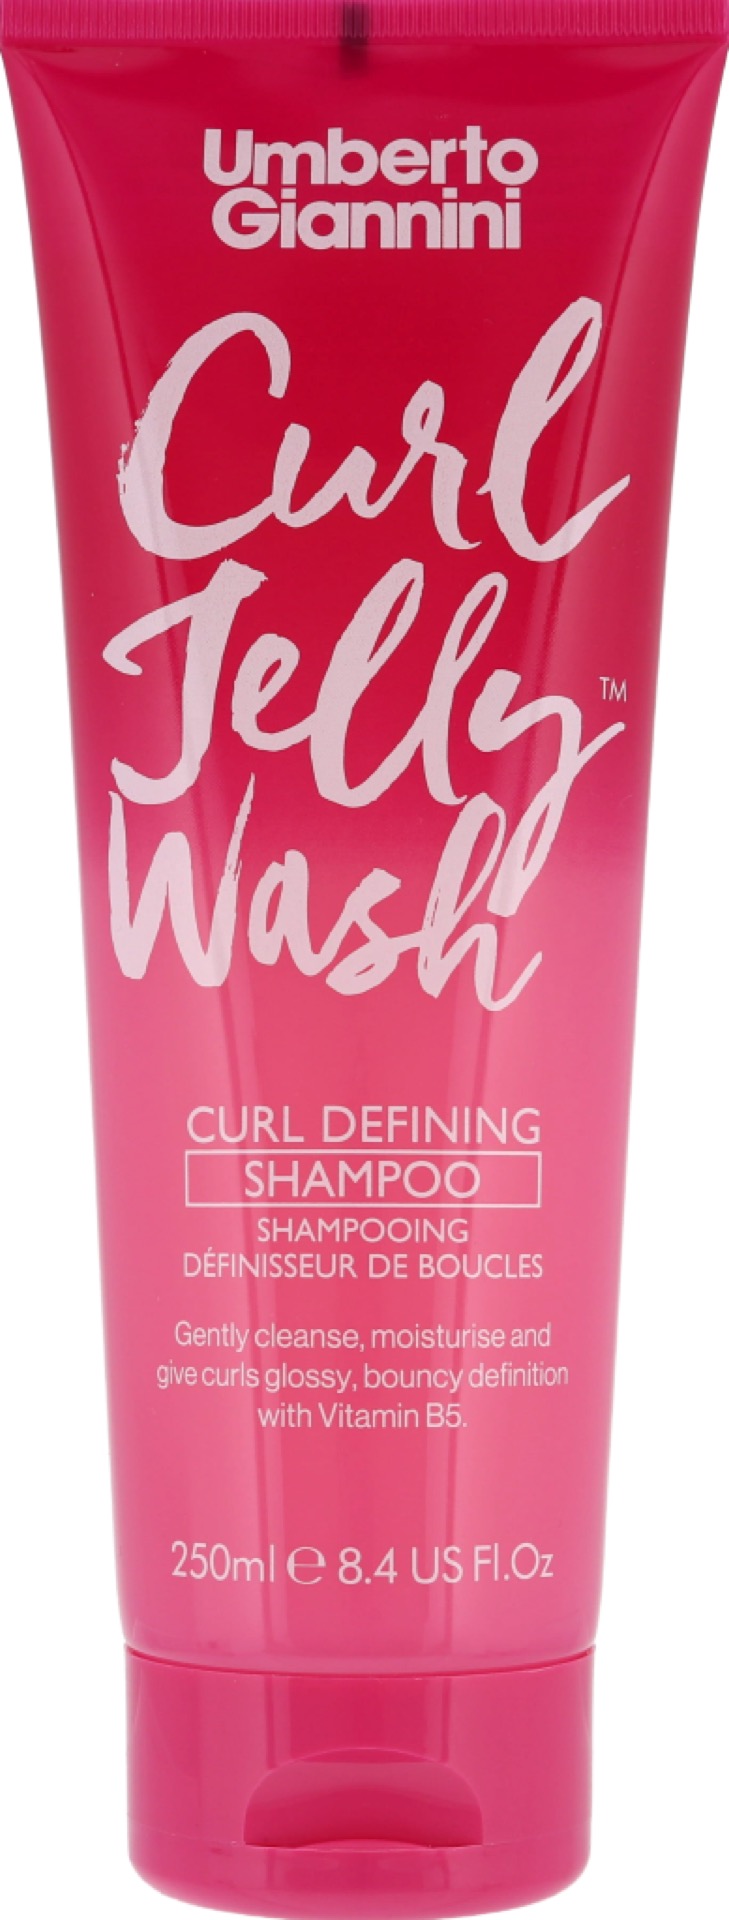 Umberto
Giannini
Curl
Jelly™
Wash
CURL DEFINING
SHAMPOO
SHAMPOOING
DÉFINISSEUR DE BOUCLES
Gently cleanse, moisturise and
give curls glossy, bouncy definition
with Vitamin B5.
250ml ℮ 8.4 US Fl.Oz